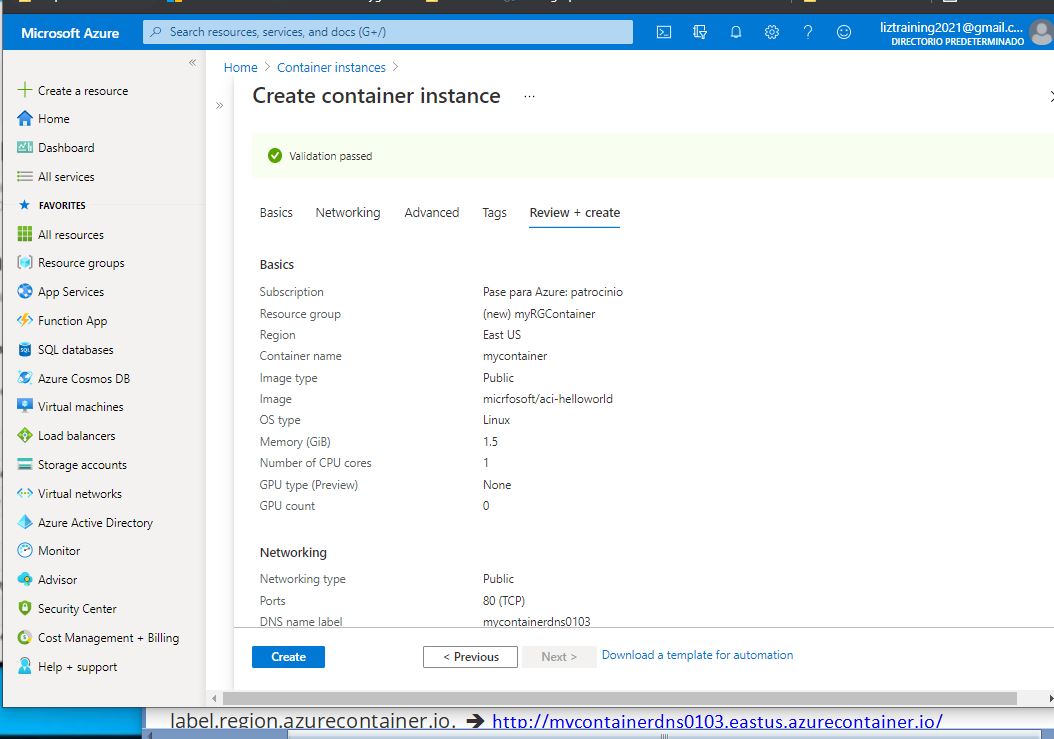 Microsoft Azure
Search resources, services, and docs (G+/)
liztraining2021@gmail.c...
DIRECTORIO PREDETERMINADO
Create a resource
Home
Dashboard
All services
FAVORITES
All resources
Resource groups
App Services
Function App
SQL databases
Azure Cosmos DB
Virtual machines
Load balancers
Storage accounts
Virtual networks
Azure Active Directory
Monitor
Advisor
Security Center
Cost Management + Billing
Help + support
Home > Container instances >
Create container instance ...
Validation passed
Basics Networking Advanced Tags Review + create
Basics
Subscription Pase para Azure: patrocinio
Resource group (new) myRGContainer
Region East US
Container name mycontainer
Image type Public
Image micrfosoft/aci-helloworld
OS type Linux
Memory (GiB) 1.5
Number of CPU cores 1
GPU type (Preview) None
GPU count 0
Networking
Networking type Public
Ports 80 (TCP)
DNS name label mycontainerdns0103
Create < Previous Next > Download a template for automation
label.region.azurecontainer.io. ➔ http://mycontainerdns0103.eastus.azurecontainer.io/